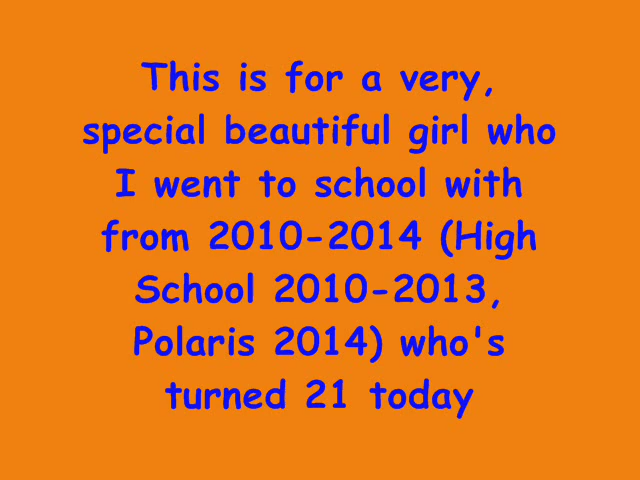 This is for a very,
special beautiful girl who
I went to school with
from 2010-2014 (High
School 2010-2013,
Polaris 2014) who's
turned 21 today